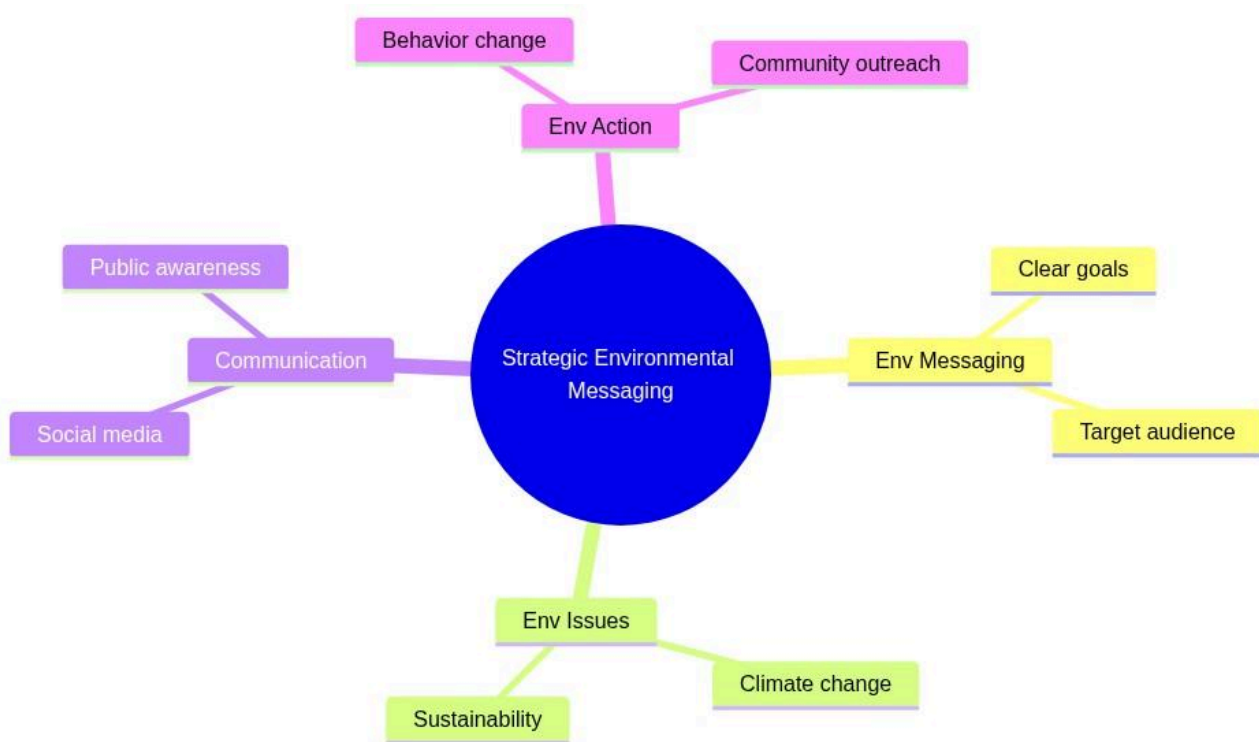 Behavior change
Community outreach
Env Action
Public awareness
Clear goals
Communication
Strategic Environmental
Messaging
Env Messaging
Social media
Target audience
Env Issues
Climate change
Sustainability